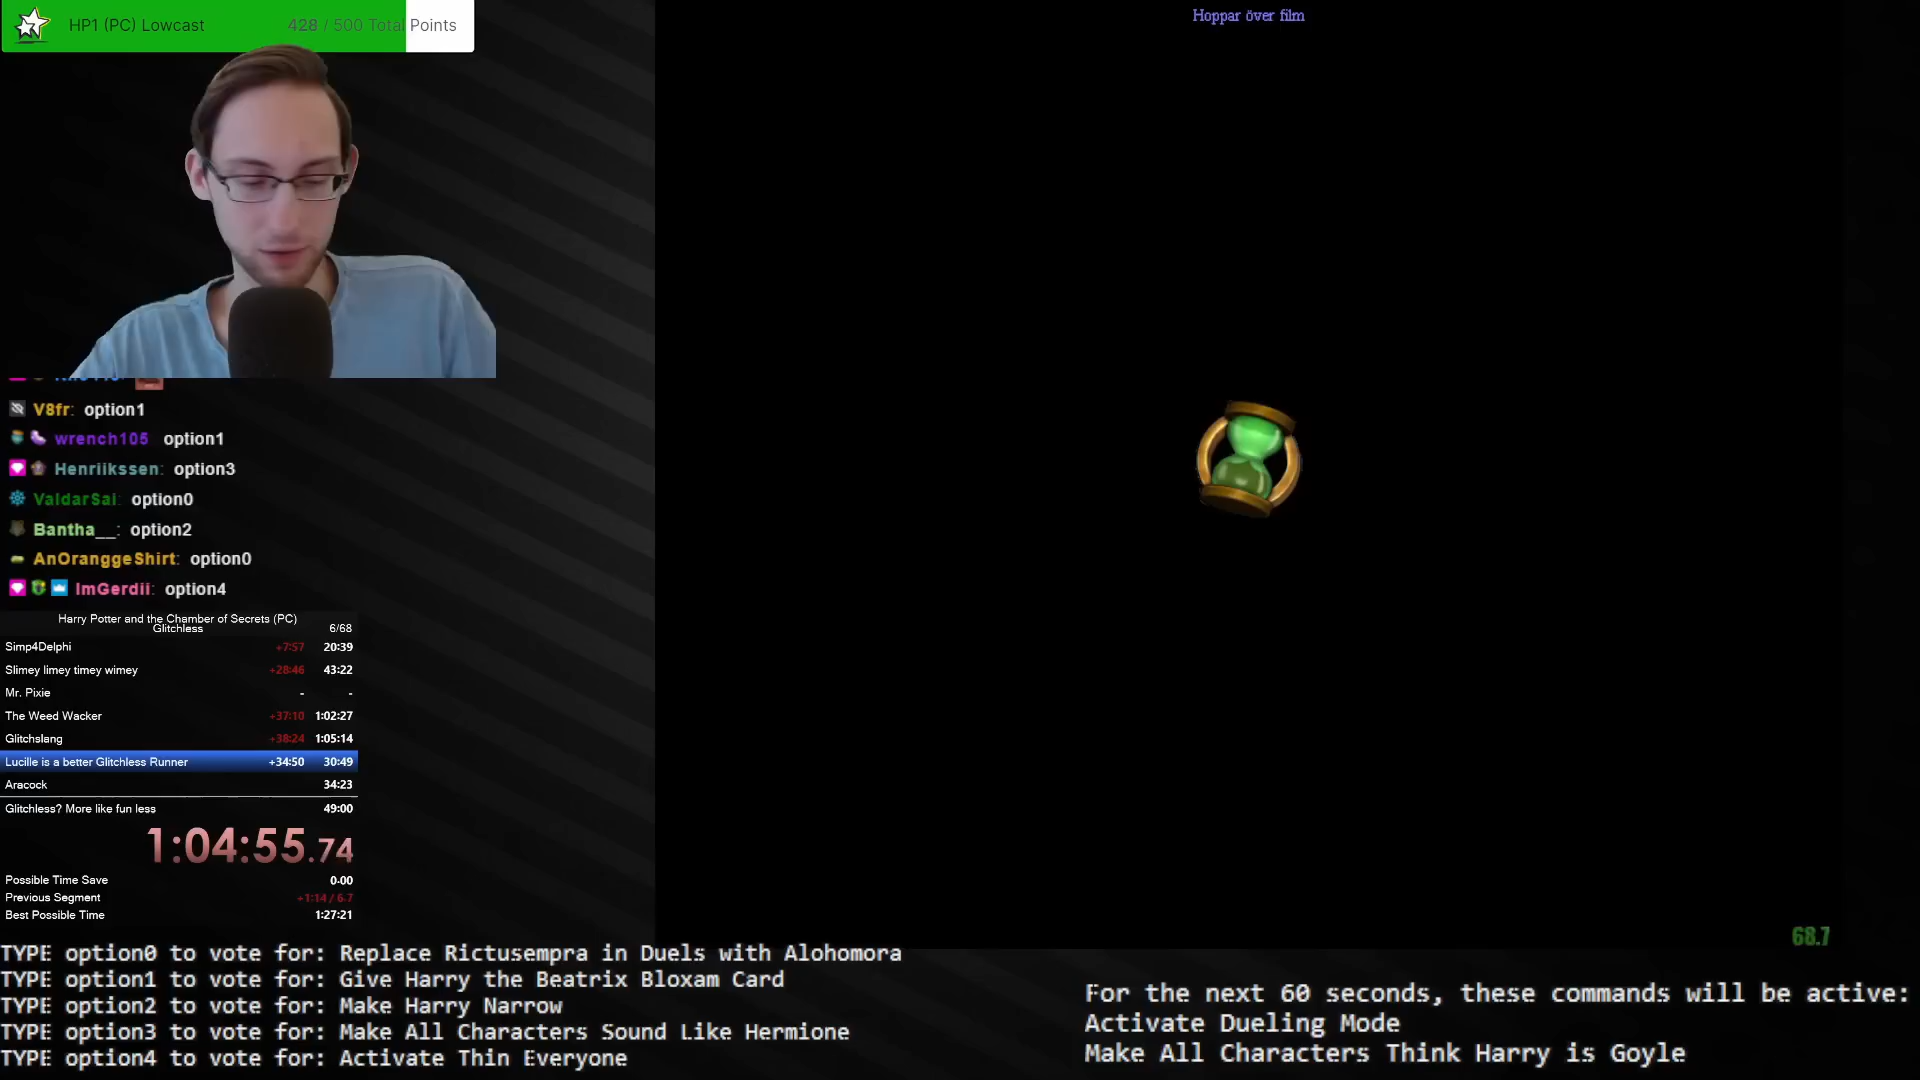 HP1 (PC) Lowcast 428 / 500 Total Points
Hoppar över film
V8fr: option1
wrench105 option1
Henriikssen: option3
ValdarSai: option0
Bantha__: option2
AnOranggeShirt: option0
ImGerdii: option4
Harry Potter and the Chamber of Secrets (PC)
Glitchless 6/68
Simp4Delphi +7:57 20:39
Slimey limey timey wimey +28:46 43:22
Mr. Pixie - -
The Weed Wacker +37:10 1:02:27
Glitchslang +38:24 1:05:14
Lucille is a better Glitchless Runner +34:50 30:49
Aracock 34:23
Glitchless? More like fun less 49:00
1:04:55.74
Possible Time Save 0.00
Previous Segment +1:14 / 6.7
Best Possible Time 1:27:21
68.7
TYPE option0 to vote for: Replace Rictusempra in Duels with Alohomora
TYPE option1 to vote for: Give Harry the Beatrix Bloxam Card
TYPE option2 to vote for: Make Harry Narrow
TYPE option3 to vote for: Make All Characters Sound Like Hermione
TYPE option4 to vote for: Activate Thin Everyone
For the next 60 seconds, these commands will be active:
Activate Dueling Mode
Make All Characters Think Harry is Goyle